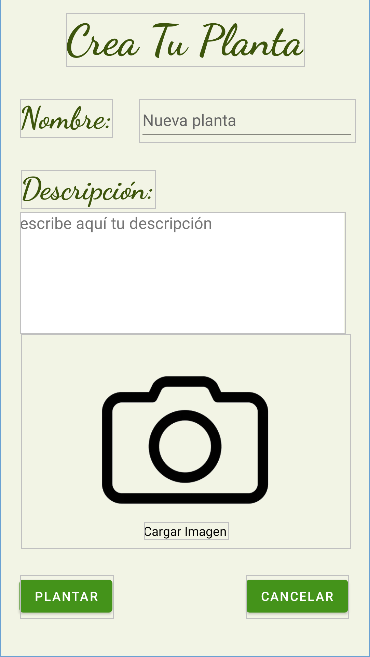 Crea Tu Planta
Nombre: Nueva planta
Descripción:
escribe aquí tu descripción
Cargar Imagen
PLANTAR CANCELAR